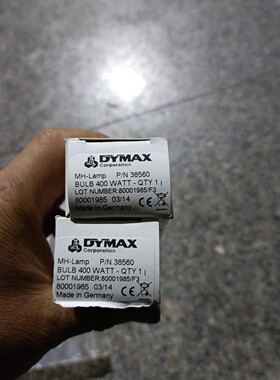 DYMAX
Corporation
MH-Lamp P/N 38560
BULB 400 WATT - QTY 1
LOT NUMBER:80001985/F3
80001985 03/14
Made in Germany
DYMAX
Corporation
MH-Lamp P/N 38560
BULB 400 WATT - QTY 1
LOT NUMBER:80001985/F3
80001985 03/14
Made in Germany